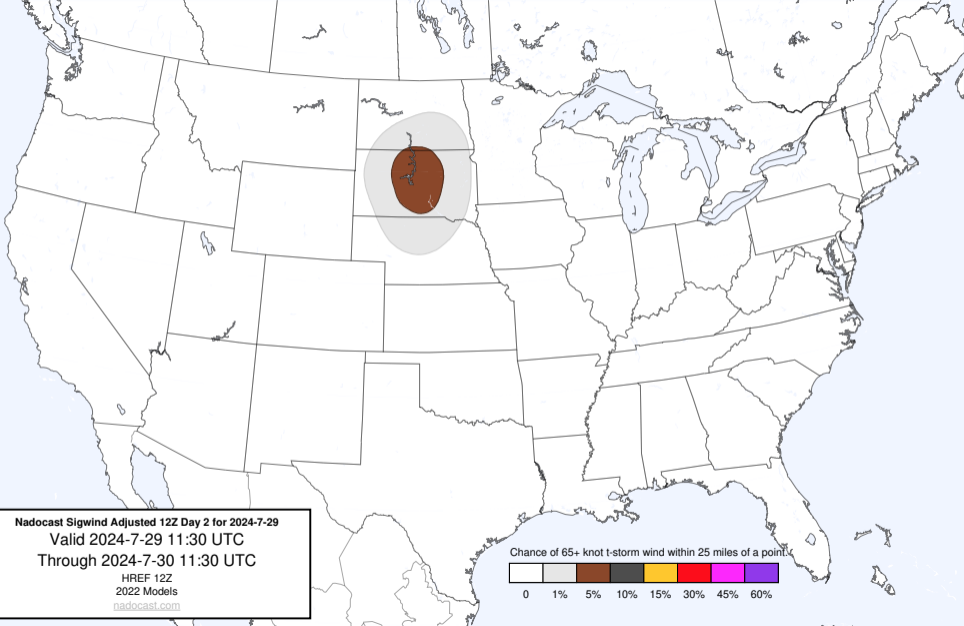 Nadocast Sigwind Adjusted 12Z Day 2 for 2024-7-29
Valid 2024-7-29 11:30 UTC
Through 2024-7-30 11:30 UTC
HREF 12Z
2022 Models
nadocast.com
Chance of 65+ knot t-storm wind within 25 miles of a point.
0 1% 5% 10% 15% 30% 45% 60%